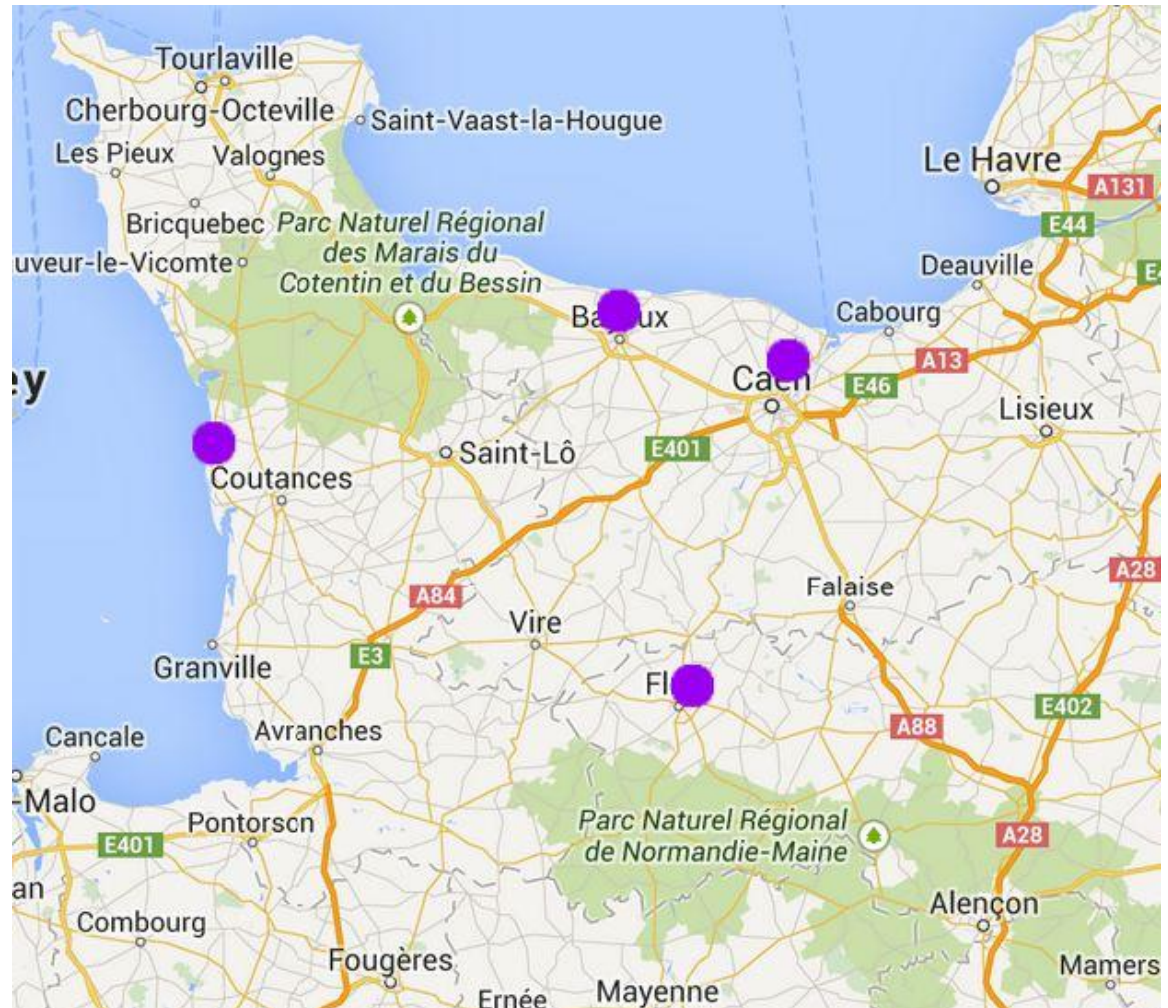 Tourlaville
Cherbourg-Octeville
Saint-Vaast-la-Hougue
Les Pieux
Valognes
Le Havre
A131
Bricquebec
Parc Naturel Régional
des Marais du
Cotentin et du Bessin
E44
uveur-le-Vicomte
Deauville
Cabourg
A13
E46
Caen
ey
Lisieux
E401
Saint-Lô
Coutances
A28
A84
Falaise
Vire
E3
Granville
Fl
E402
A88
Avranches
Cancale
-Malo
Pontorson
E401
Parc Naturel Régional
de Normandie-Maine
A28
an
Alençon
Combourg
Fougères
Mamers
Ernée
Mayenne